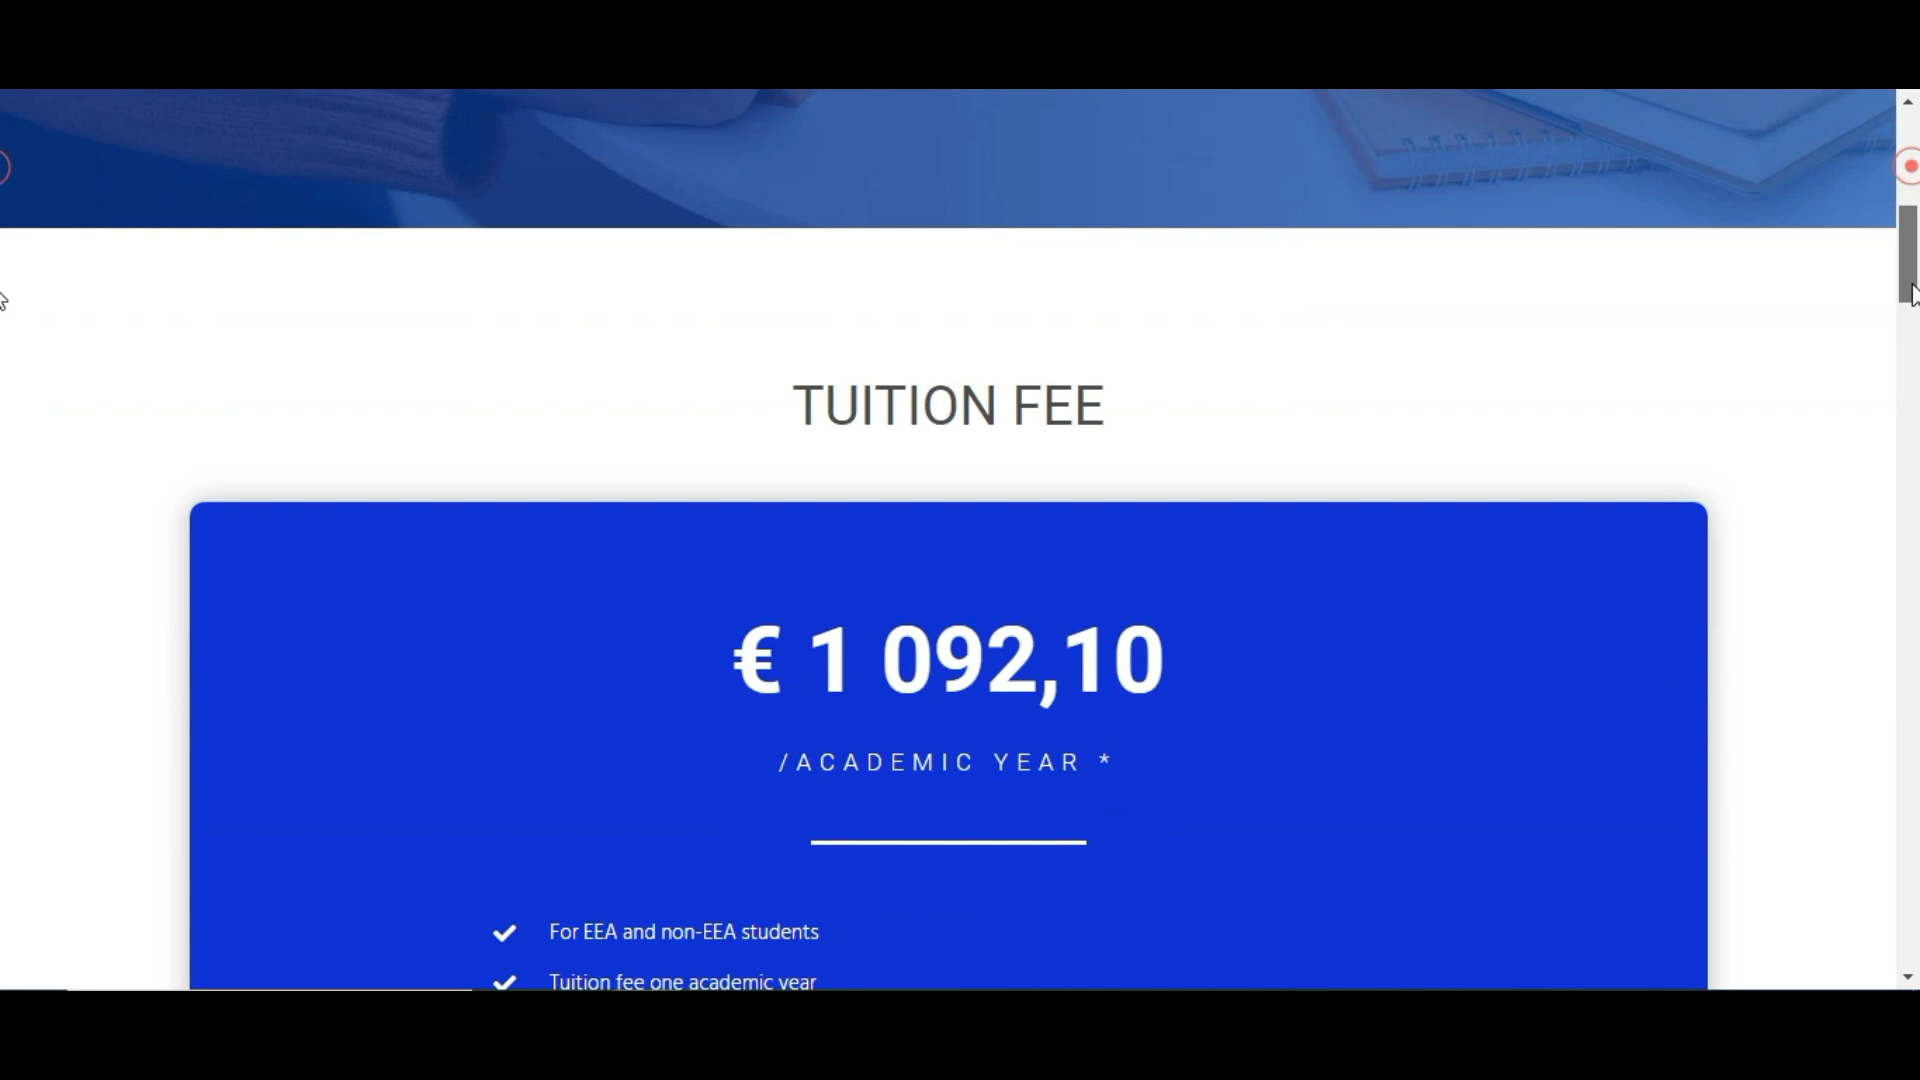 TUITION FEE
€ 1 092,10
/ACADEMIC YEAR *
For EEA and non-EEA students
Tuition fee one academic year